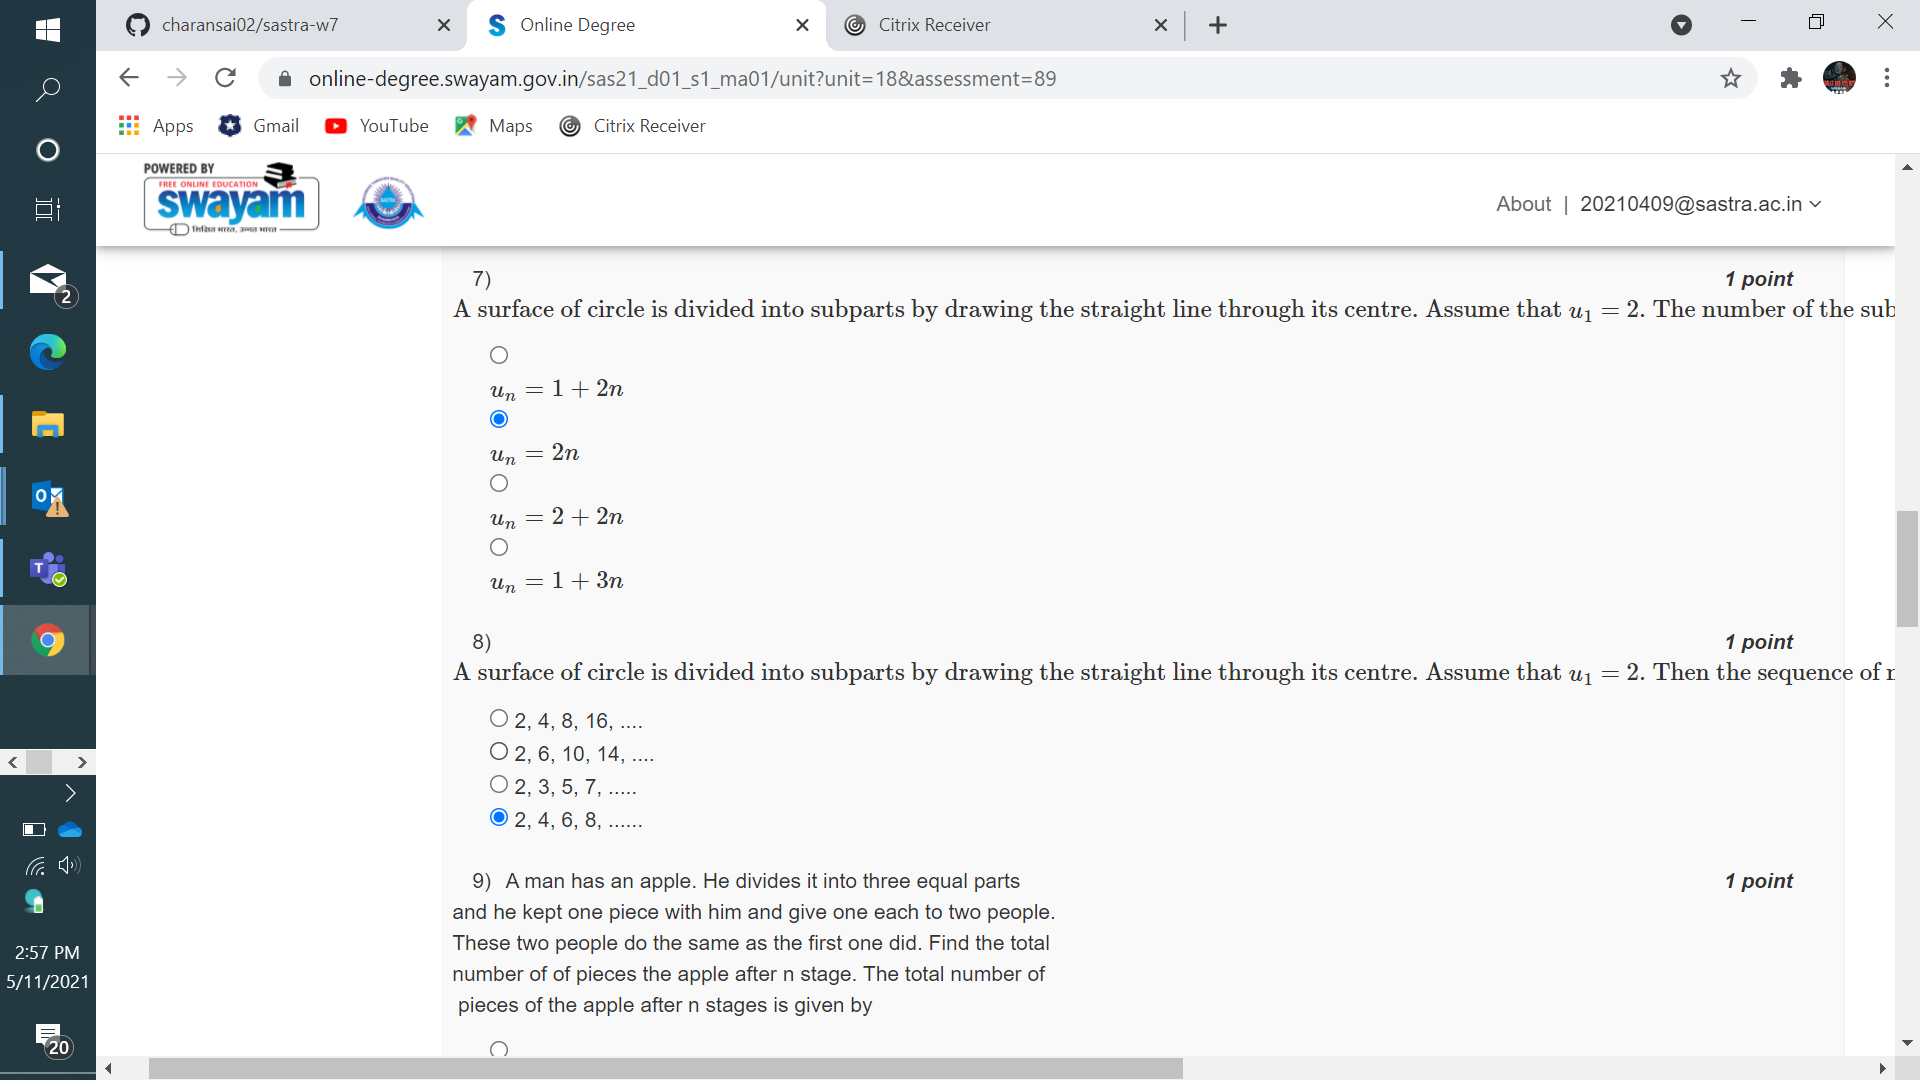 charansai02/sastra-w7
Online Degree
Citrix Receiver
online-degree.swayam.gov.in/sas21_d01_s1_ma01/unit?unit=18&assessment=89
Apps
Gmail
YouTube
Maps
Citrix Receiver
POWERED BY
FREE ONLINE EDUCATION
swayam
शिक्षित भारत, उन्नत भारत
About | 20210409@sastra.ac.in
7)
1 point
A surface of circle is divided into subparts by drawing the straight line through its centre. Assume that u₁ = 2. The number of the sub
uₙ = 1 + 2n
uₙ = 2n
uₙ = 2 + 2n
uₙ = 1 + 3n
8)
1 point
A surface of circle is divided into subparts by drawing the straight line through its centre. Assume that u₁ = 2. Then the sequence of
2, 4, 8, 16, ....
2, 6, 10, 14, ....
2, 3, 5, 7, .....
2, 4, 6, 8, ......
9) A man has an apple. He divides it into three equal parts
1 point
and he kept one piece with him and give one each to two people.
These two people do the same as the first one did. Find the total
number of of pieces the apple after n stage. The total number of
pieces of the apple after n stages is given by
2
2:57 PM
5/11/2021
20